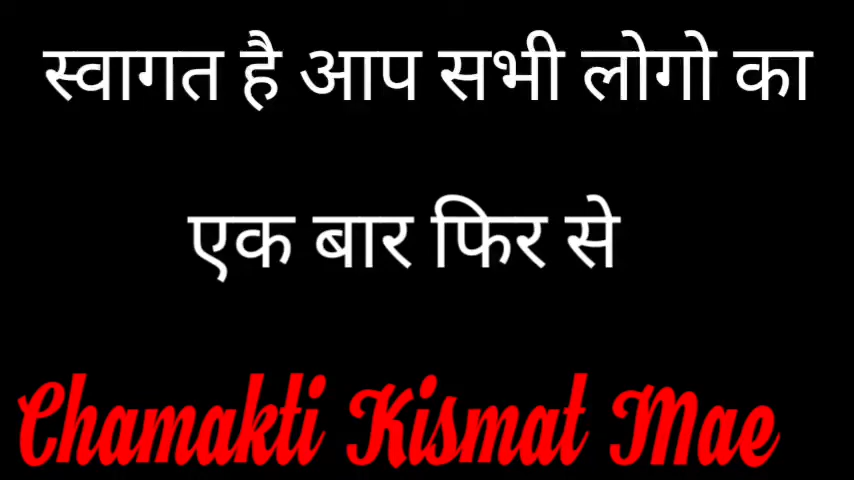 स्वागत है आप सभी लोगो का
एक बार फिर से
Chamakti Kismat Mae